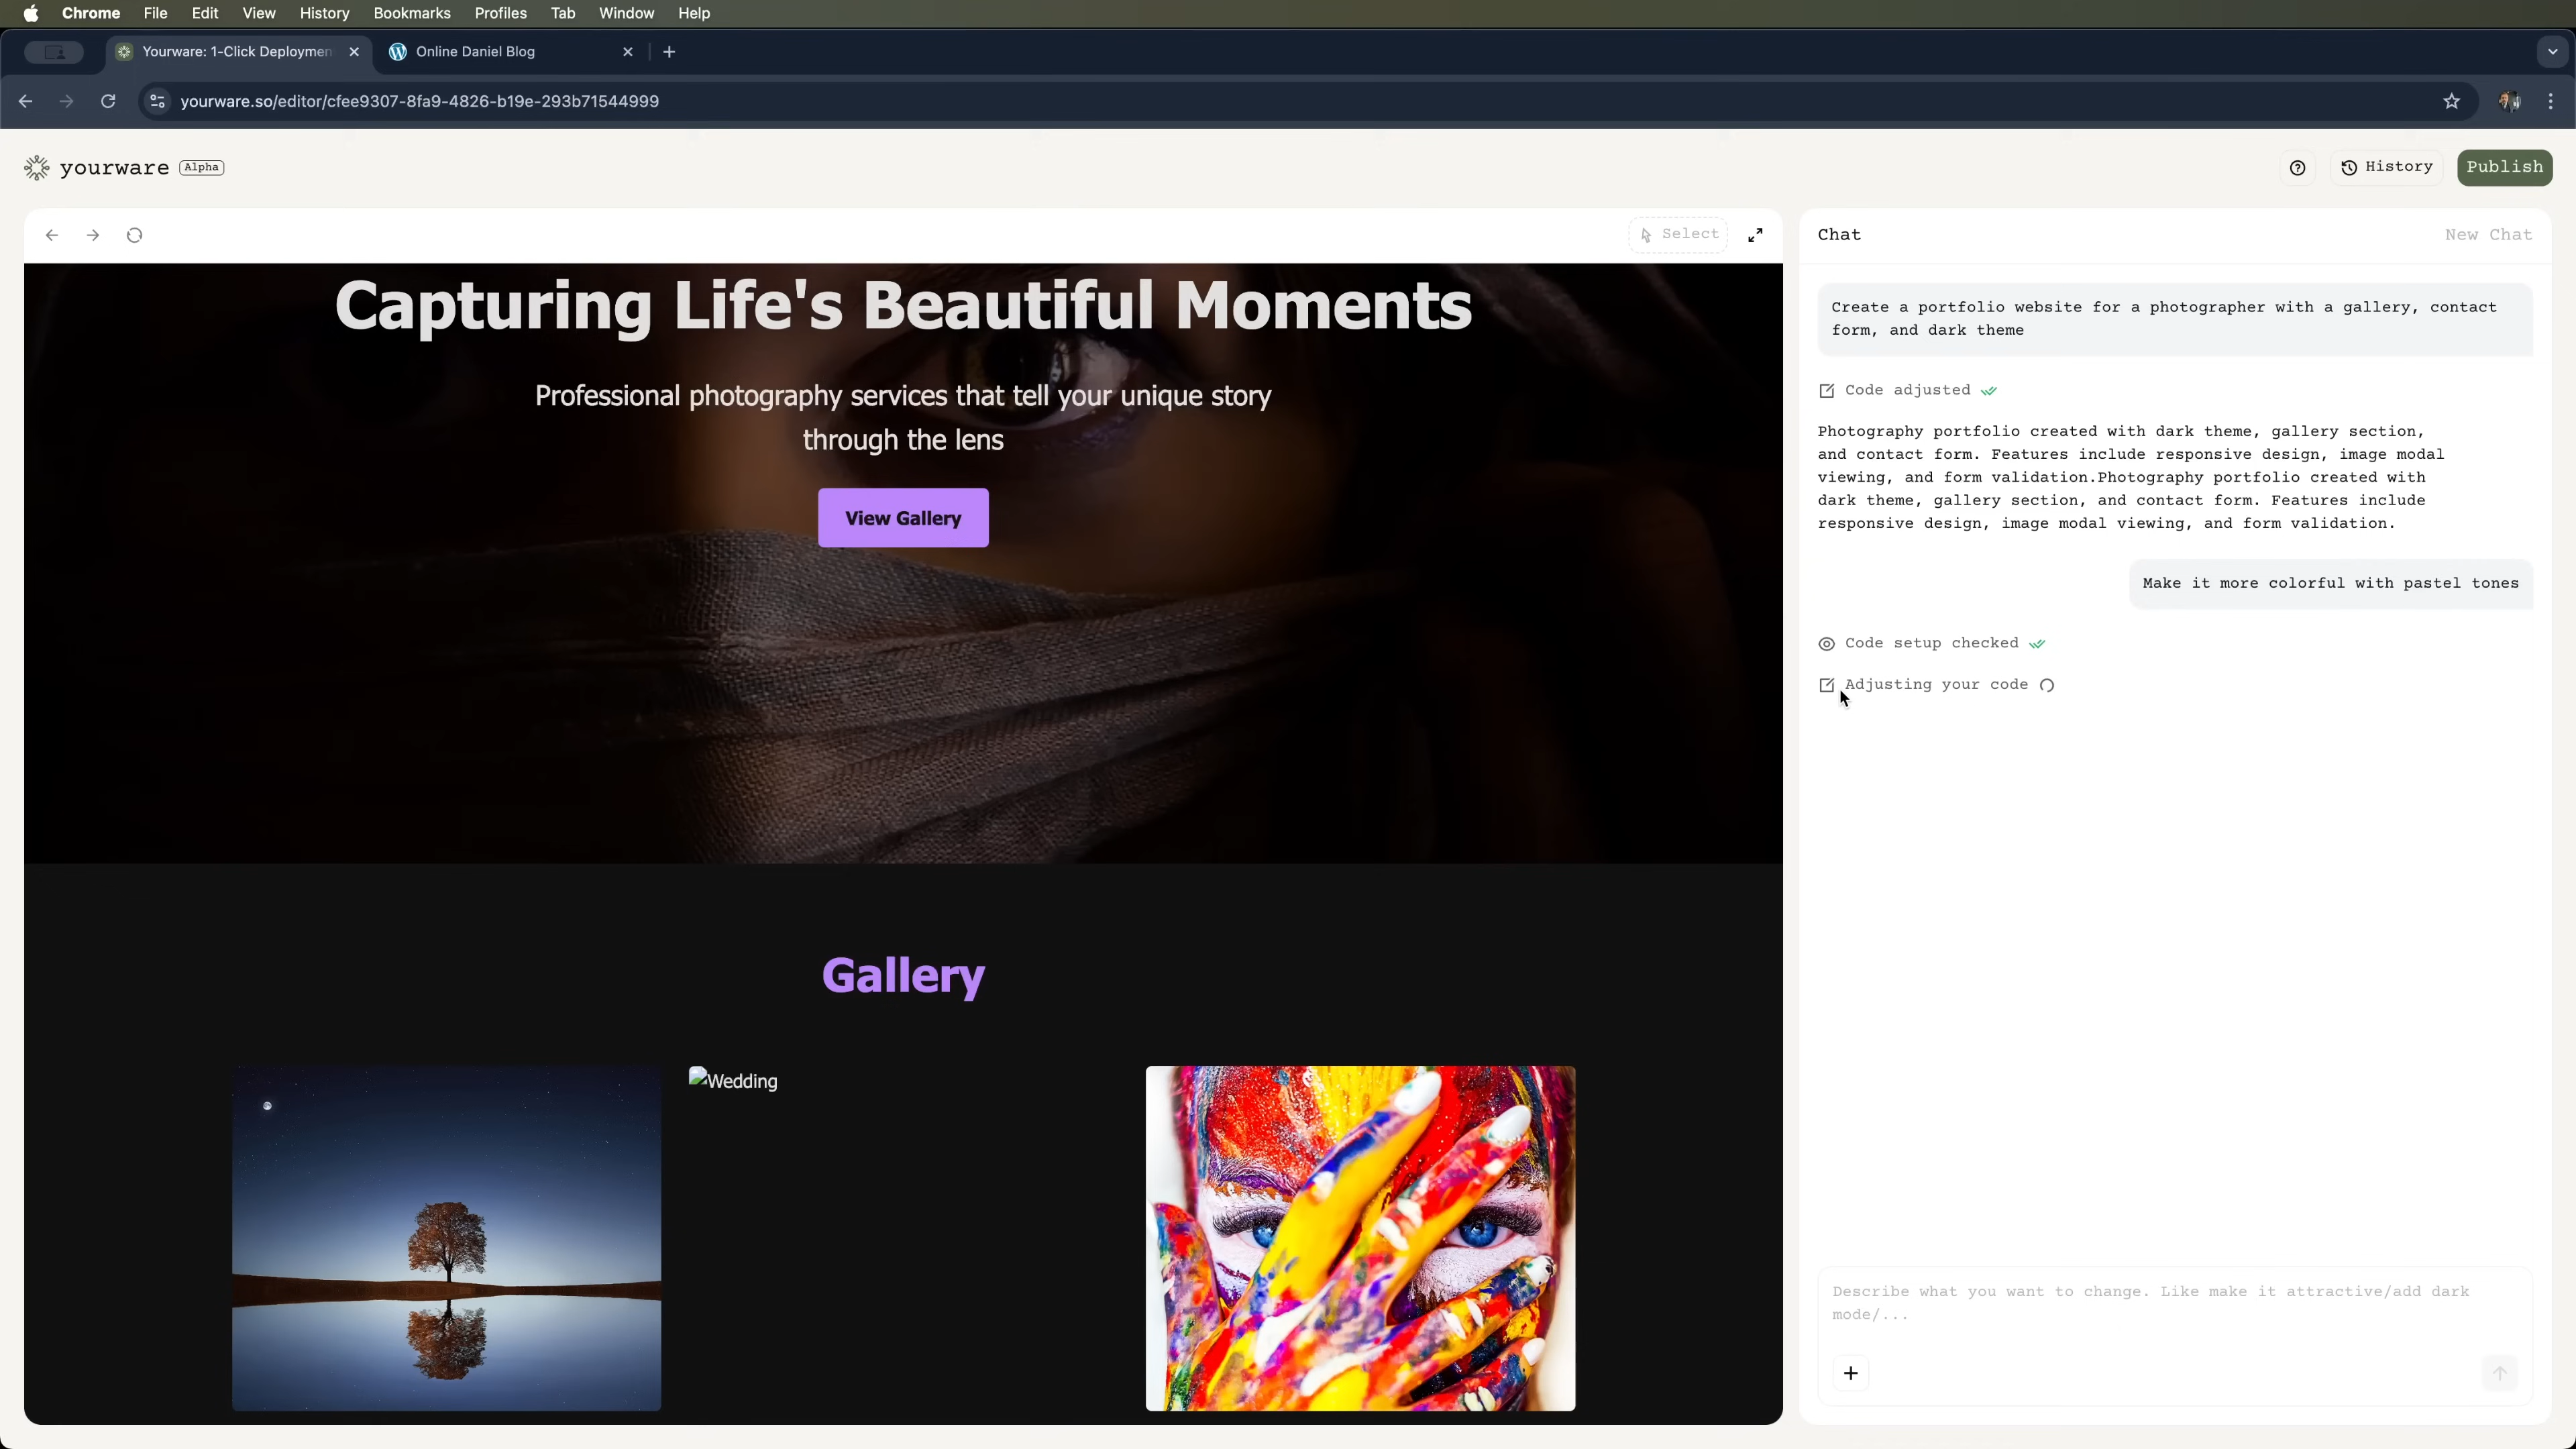 Chrome File Edit View History Bookmarks Profiles Tab Window Help
Yourware: 1-Click Deploymen
Online Daniel Blog
yourware.so/editor/cfee9307-8fa9-4826-b19e-293b71544999
yourware Alpha
History
Publish
Select
Capturing Life's Beautiful Moments
Professional photography services that tell your unique story
through the lens
View Gallery
Gallery
Wedding
Chat
New Chat
Create a portfolio website for a photographer with a gallery, contact
form, and dark theme
Code adjusted
Photography portfolio created with dark theme, gallery section,
and contact form. Features include responsive design, image modal
viewing, and form validation.Photography portfolio created with
dark theme, gallery section, and contact form. Features include
responsive design, image modal viewing, and form validation.
Make it more colorful with pastel tones
Code setup checked
Adjusting your code
Describe what you want to change. Like make it attractive/add dark
mode/...